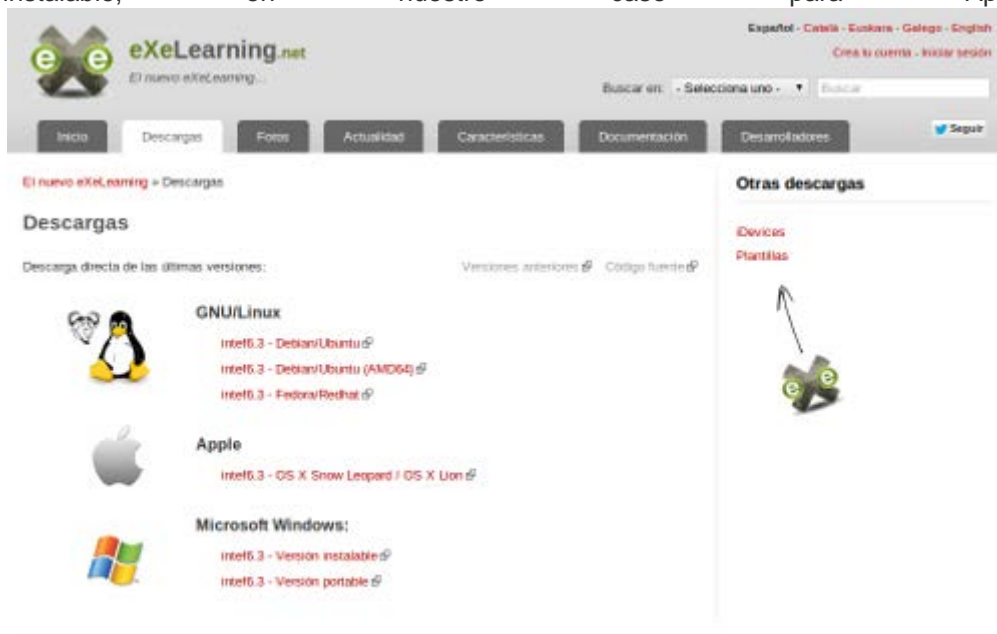 instalable, en nuestro caso para Ap
Español - Català - Euskara - Galego - English
Crea tu cuenta - Iniciar sesión
eXeLearning.net
El nuevo eXeLearning...
Buscar en: - Selecciona uno - Buscar
Inicio Descargas Foros Actualidad Características Documentación Desarrolladores Seguir
El nuevo eXeLearning » Descargas
Otras descargas
Descargas
iDevices
Plantillas
Descarga directa de las últimas versiones: Versiones anteriores Código fuente
GNU/Linux
intef6.3 - Debian/Ubuntu
intef6.3 - Debian/Ubuntu (AMD64)
intef6.3 - Fedora/Redhat
Apple
intef6.3 - OS X Snow Leopard / OS X Lion
Microsoft Windows:
intef6.3 - Versión instalable
intef6.3 - Versión portable